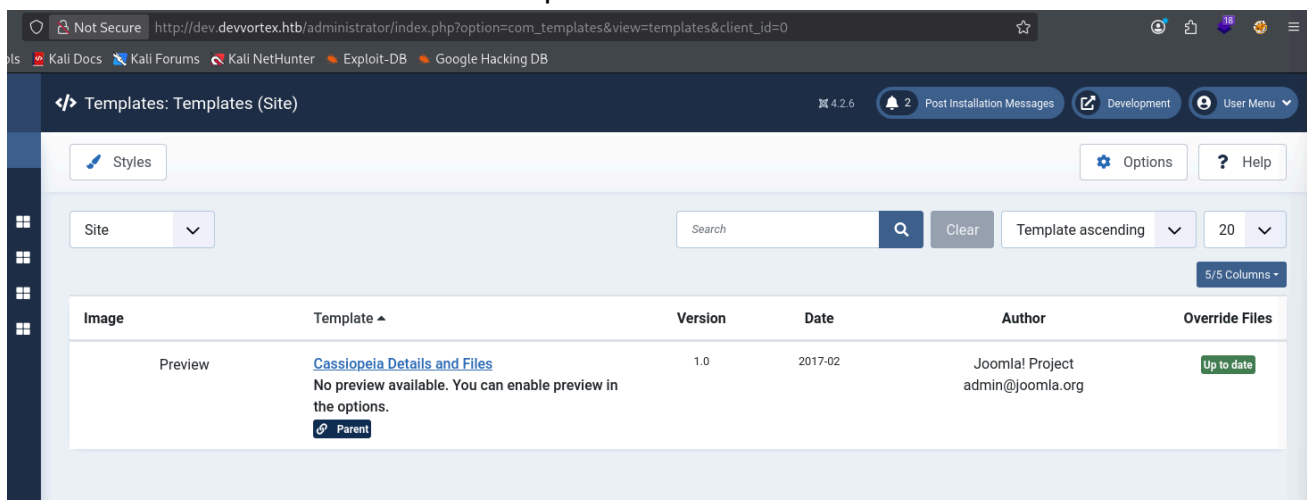 Not Secure http://dev.devvortex.htb/administrator/index.php?option=com_templates&view=templates&client_id=0 18
Kali Docs Kali Forums Kali NetHunter Exploit-DB Google Hacking DB
</> Templates: Templates (Site) 4.2.6 2 Post Installation Messages Development User Menu
Styles Options ? Help
Site Search Clear Template ascending 20
5/5 Columns
Image Template Version Date Author Override Files
Preview Cassiopeia Details and Files 1.0 2017-02 Joomla! Project Up to date
No preview available. You can enable preview in admin@joomla.org
the options.
Parent